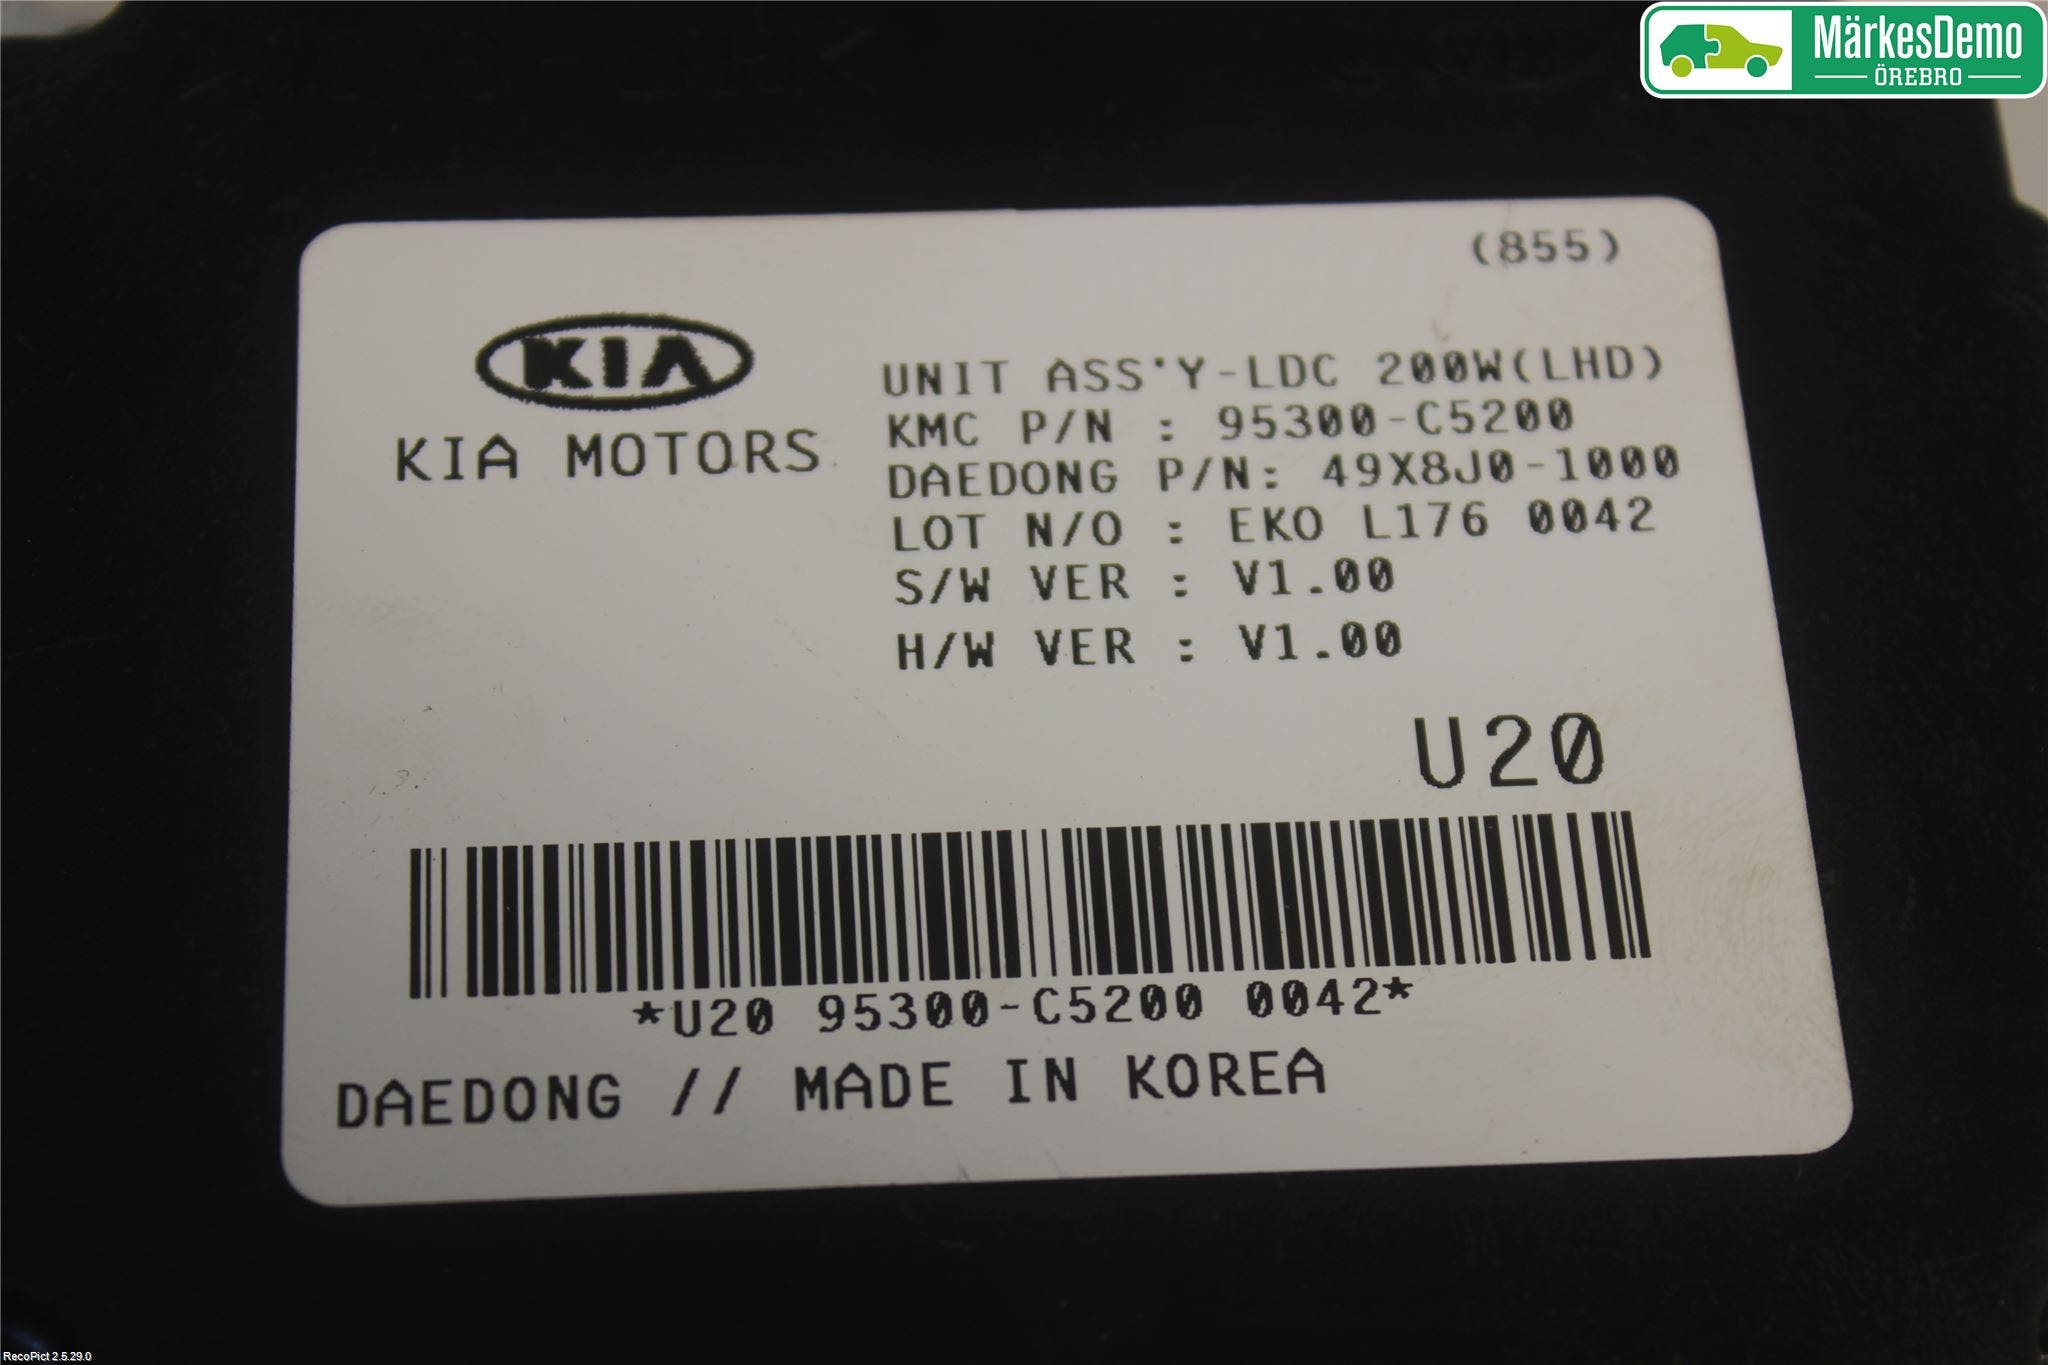 MärkesDemo
ÖREBRO
(855)
KIA
KIA MOTORS
UNIT ASS'Y-LDC 200W(LHD)
KMC P/N : 95300-C5200
DAEDONG P/N: 49X8J0-1000
LOT N/O : EKO L176 0042
S/W VER : V1.00
H/W VER : V1.00
U20
*U20 95300-C5200 0042*
DAEDONG // MADE IN KOREA
RecoPict 2.5.29.0